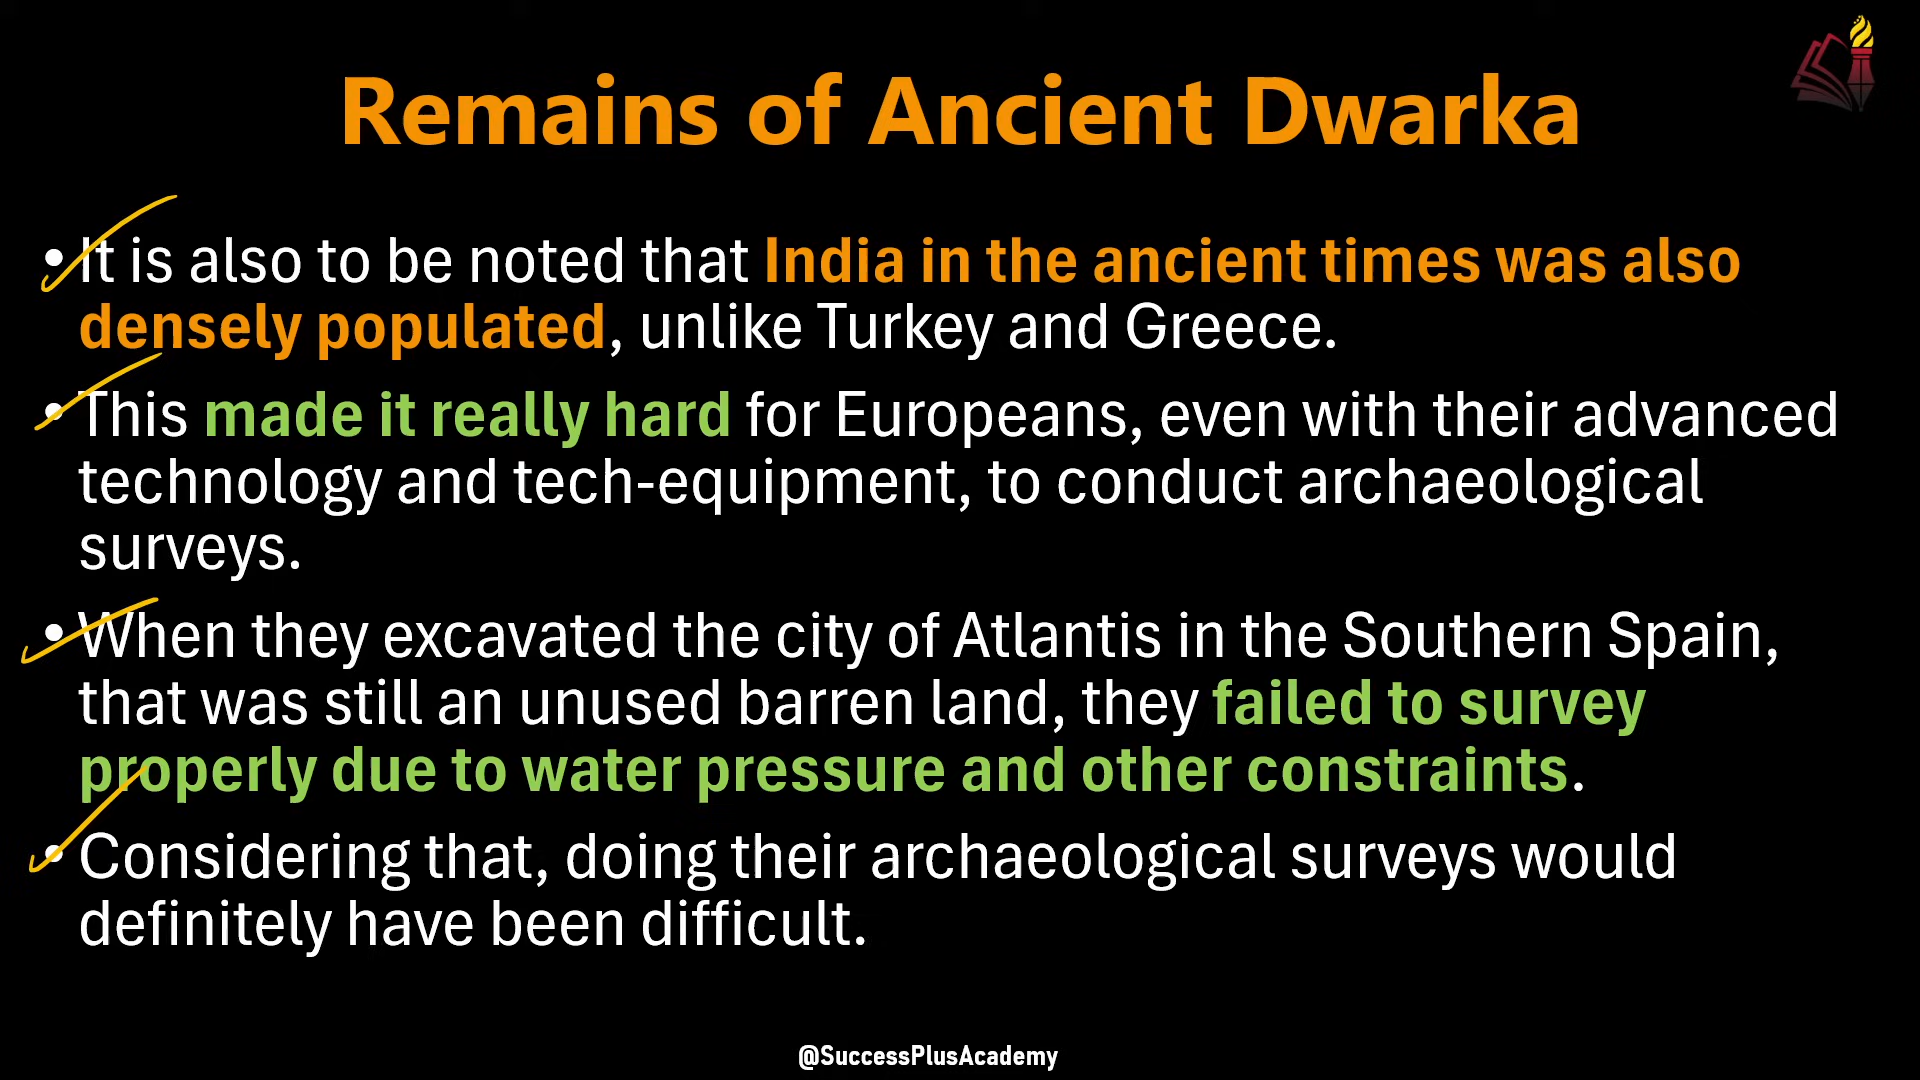 Remains of Ancient Dwarka
• It is also to be noted that India in the ancient times was also
densely populated, unlike Turkey and Greece.
• This made it really hard for Europeans, even with their advanced
technology and tech-equipment, to conduct archaeological
surveys.
• When they excavated the city of Atlantis in the Southern Spain,
that was still an unused barren land, they failed to survey
properly due to water pressure and other constraints.
• Considering that, doing their archaeological surveys would
definitely have been difficult.
@SuccessPlusAcademy